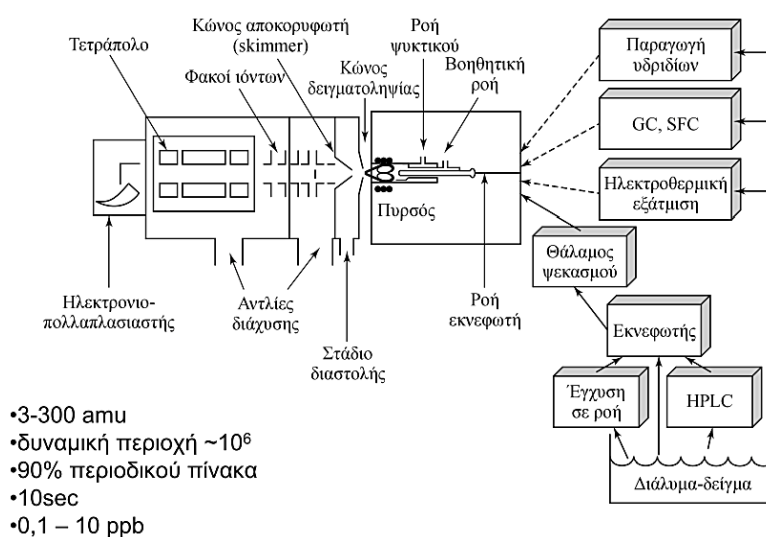 Τετράπολο
Κώνος αποκορυφωτή
(skimmer)
Φακοί ιόντων
Κώνος
δειγματοληψίας
Ροή
ψυκτικού
Βοηθητική
ροή
Παραγωγή
υδριδίων
GC, SFC
Ηλεκτροθερμική
εξάτμιση
Πυρσός
Θάλαμος
ψεκασμού
Ηλεκτρονιο-
πολλαπλασιαστής
Αντλίες
διάχυσης
Στάδιο
διαστολής
Ροή
εκνεφωτή
Εκνεφωτής
Έγχυση
σε ροή
HPLC
Διάλυμα-δείγμα
•3-300 amu
•δυναμική περιοχή ~10⁶
•90% περιοδικού πίνακα
•10sec
•0,1 – 10 ppb